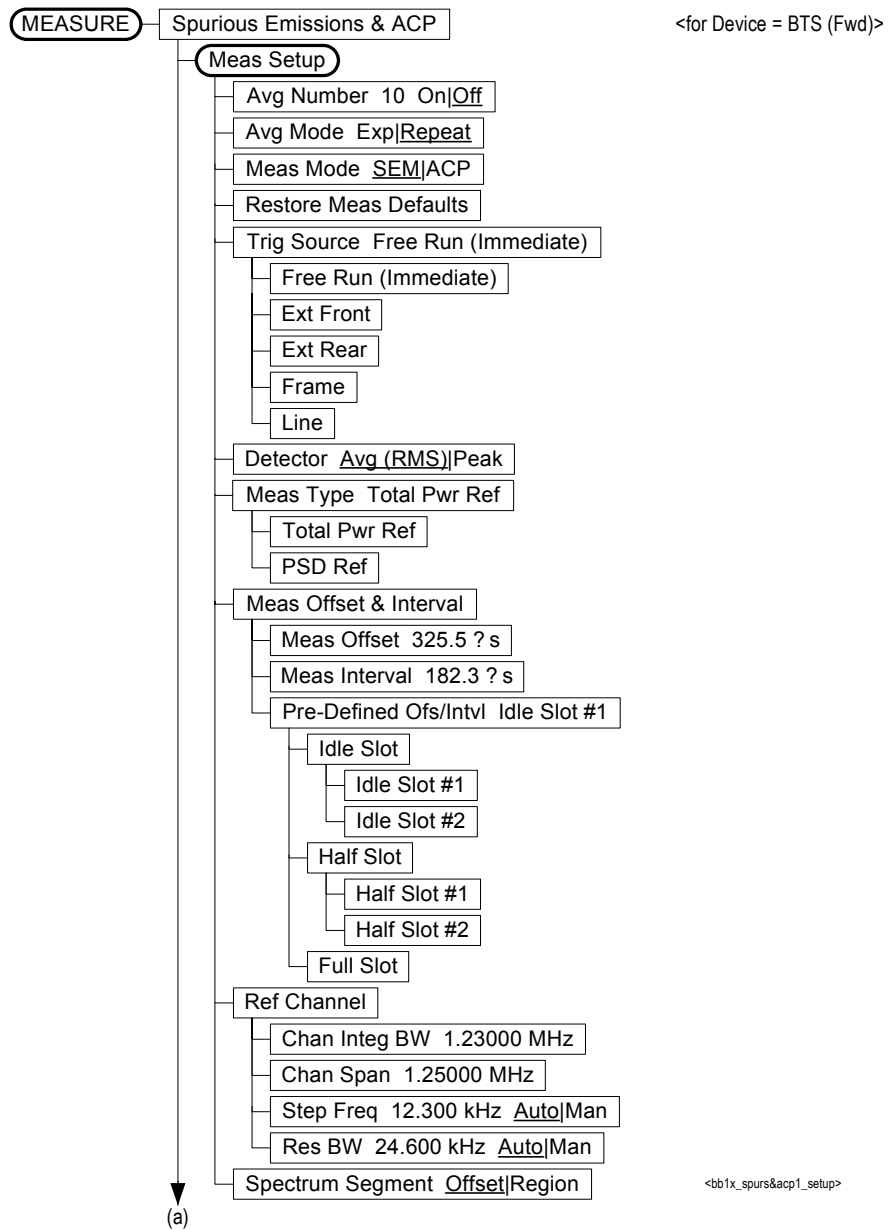 MEASURE Spurious Emissions & ACP <for Device = BTS (Fwd)>
Meas Setup
Avg Number 10 On|Off
Avg Mode Exp|Repeat
Meas Mode SEM|ACP
Restore Meas Defaults
Trig Source Free Run (Immediate)
Free Run (Immediate)
Ext Front
Ext Rear
Frame
Line
Detector Avg (RMS)|Peak
Meas Type Total Pwr Ref
Total Pwr Ref
PSD Ref
Meas Offset & Interval
Meas Offset 325.5 ? s
Meas Interval 182.3 ? s
Pre-Defined Ofs/Intvl Idle Slot #1
Idle Slot
Idle Slot #1
Idle Slot #2
Half Slot
Half Slot #1
Half Slot #2
Full Slot
Ref Channel
Chan Integ BW 1.23000 MHz
Chan Span 1.25000 MHz
Step Freq 12.300 kHz Auto|Man
Res BW 24.600 kHz Auto|Man
Spectrum Segment Offset|Region <bb1x_spurs&acp1_setup>
(a)